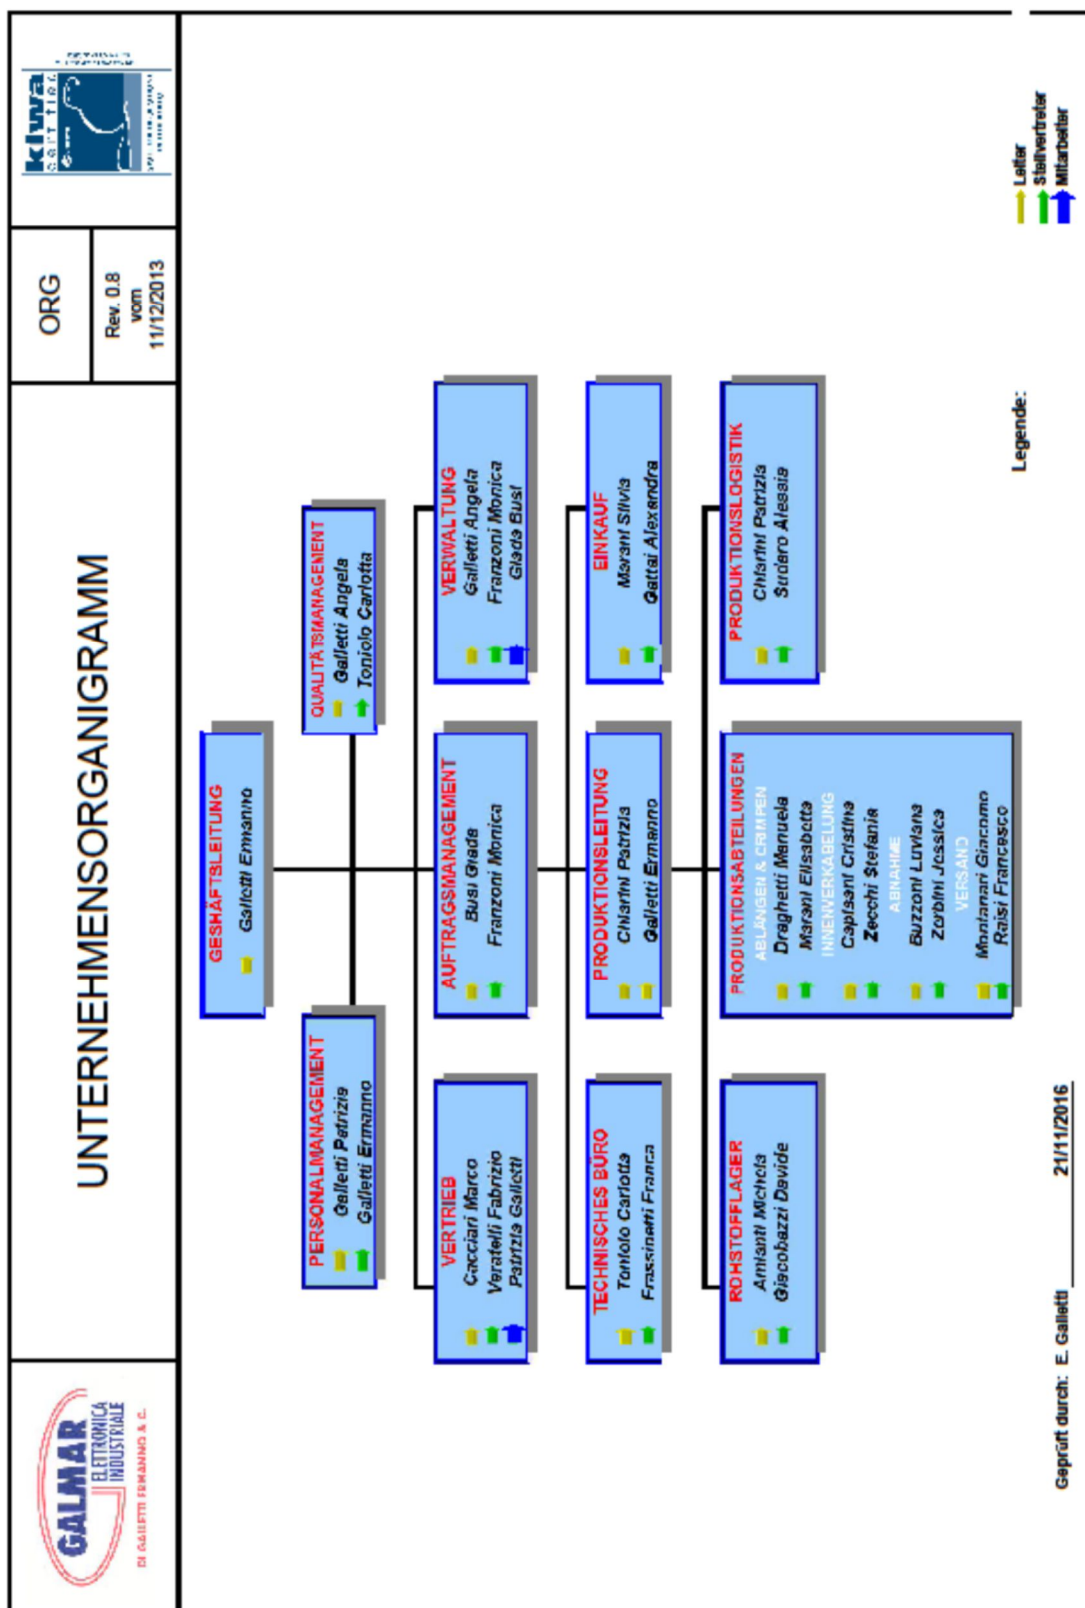 GALMAR
ELETTRONICA
INDUSTRIALE
DI GALLETTI ERMANNO & C.
UNTERNEHMENSORGANIGRAMM
ORG
Rev. 0.8
vom
11/12/2013
kiwa
GESHÄFTSLEITUNG
Galletti Ermanno
PERSONALMANAGEMENT
Galletti Patrizia
Galletti Ermanno
QUALITÄTSMANAGEMENT
Galletti Angela
Toniolo Carlotta
VERTRIEB
Cacciari Marco
Veratelli Fabrizio
Patrizia Galletti
AUFTRAGSMANAGEMENT
Busi Giada
Franzoni Monica
VERWALTUNG
Galletti Angela
Franzoni Monica
Giada Busi
TECHNISCHES BÜRO
Toniolo Carlotta
Frassinetti Franca
PRODUKTIONSLEITUNG
Chiarini Patrizia
Galletti Ermanno
EINKAUF
Marani Silvia
Gattai Alexandra
ROHSTOFFLAGER
Amianti Michela
Giacobazzi Davide
PRODUKTIONSABTEILUNGEN
ABLÄNGEN & CRIMPEN
Draghetti Manuela
Marani Elisabetta
INNENVERKABELUNG
Capisani Cristina
Zecchi Stefania
ABNAHME
Buzzoni Luviana
Zorbini Jessica
VERSAND
Montanari Giacomo
Raisi Francesco
PRODUKTIONSLOGISTIK
Chiarini Patrizia
Alessia
Geprüft durch: E. Galletti 21/11/2016
Legende:
Leiter
Stellvertreter
Mitarbeiter